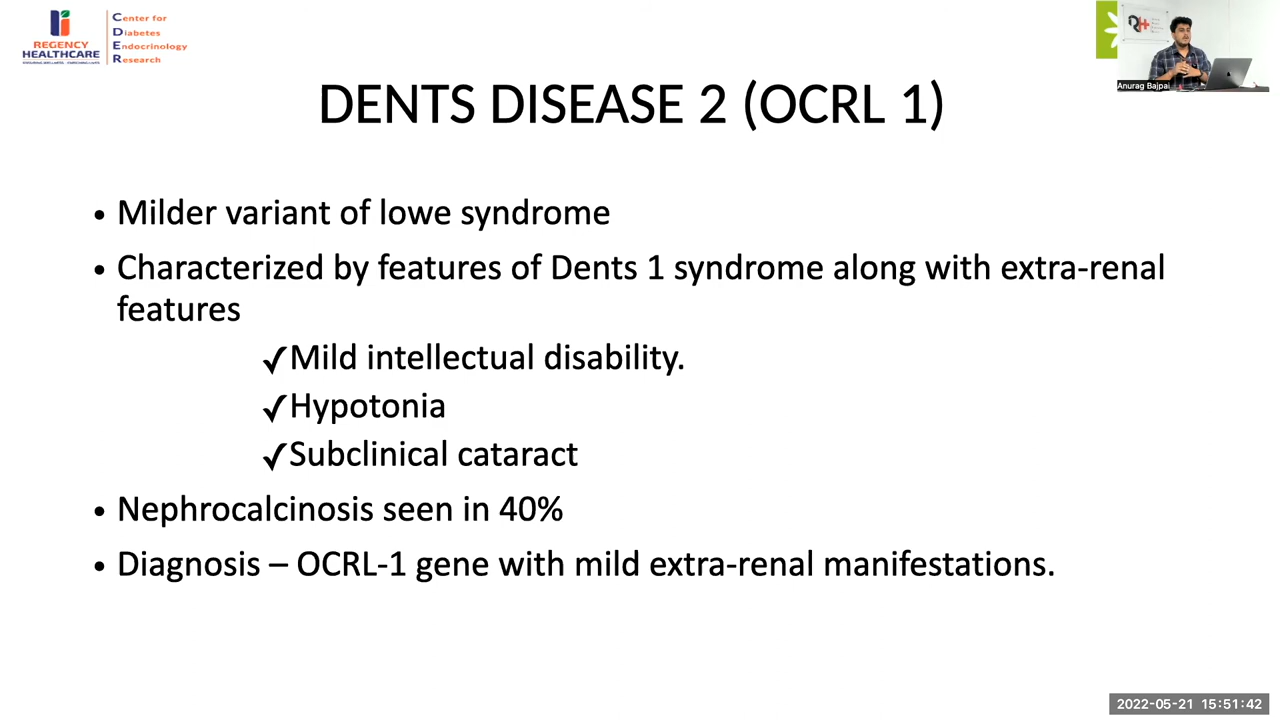 REGENCY
HEALTHCARE
Center for
Diabetes
Endocrinology
Research
Anurag Bajpai
DENTS DISEASE 2 (OCRL 1)
• Milder variant of lowe syndrome
• Characterized by features of Dents 1 syndrome along with extra-renal
features
✓Mild intellectual disability.
✓Hypotonia
✓Subclinical cataract
• Nephrocalcinosis seen in 40%
• Diagnosis – OCRL-1 gene with mild extra-renal manifestations.
2022-05-21 15:51:42